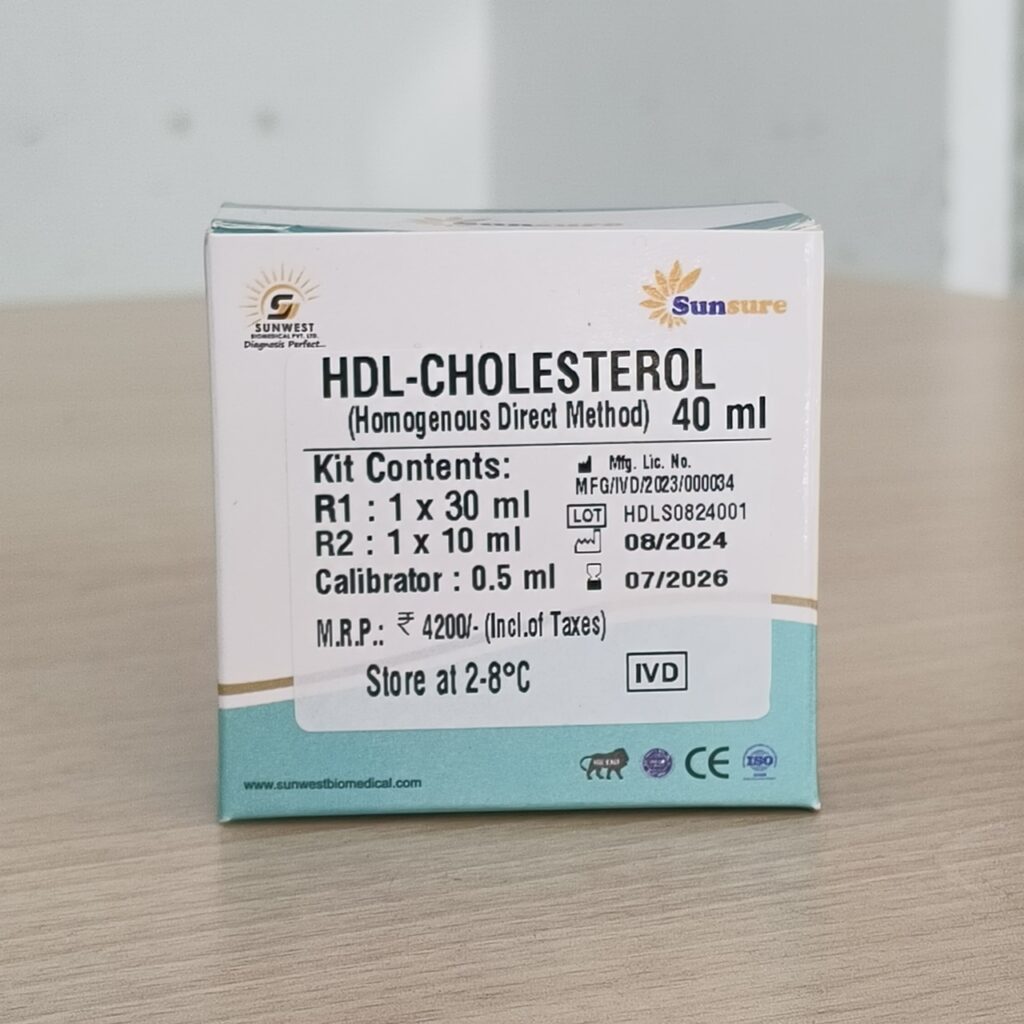 Sunsure
SUNWEST
BIOMEDICAL PVT. LTD.
Diagnosis Perfect...
Sunsure
HDL-CHOLESTEROL
(Homogenous Direct Method) 40 ml
Kit Contents:
R1 : 1 x 30 ml
R2 : 1 x 10 ml
Calibrator : 0.5 ml
Mfg. Lic. No.
MFG/IVD/2023/000034
LOT HDLS0824001
08/2024
07/2026
M.R.P.: ₹ 4200/- (Incl.of Taxes)
Store at 2-8°C
IVD
www.sunwestbiomedical.com
CE
ISO